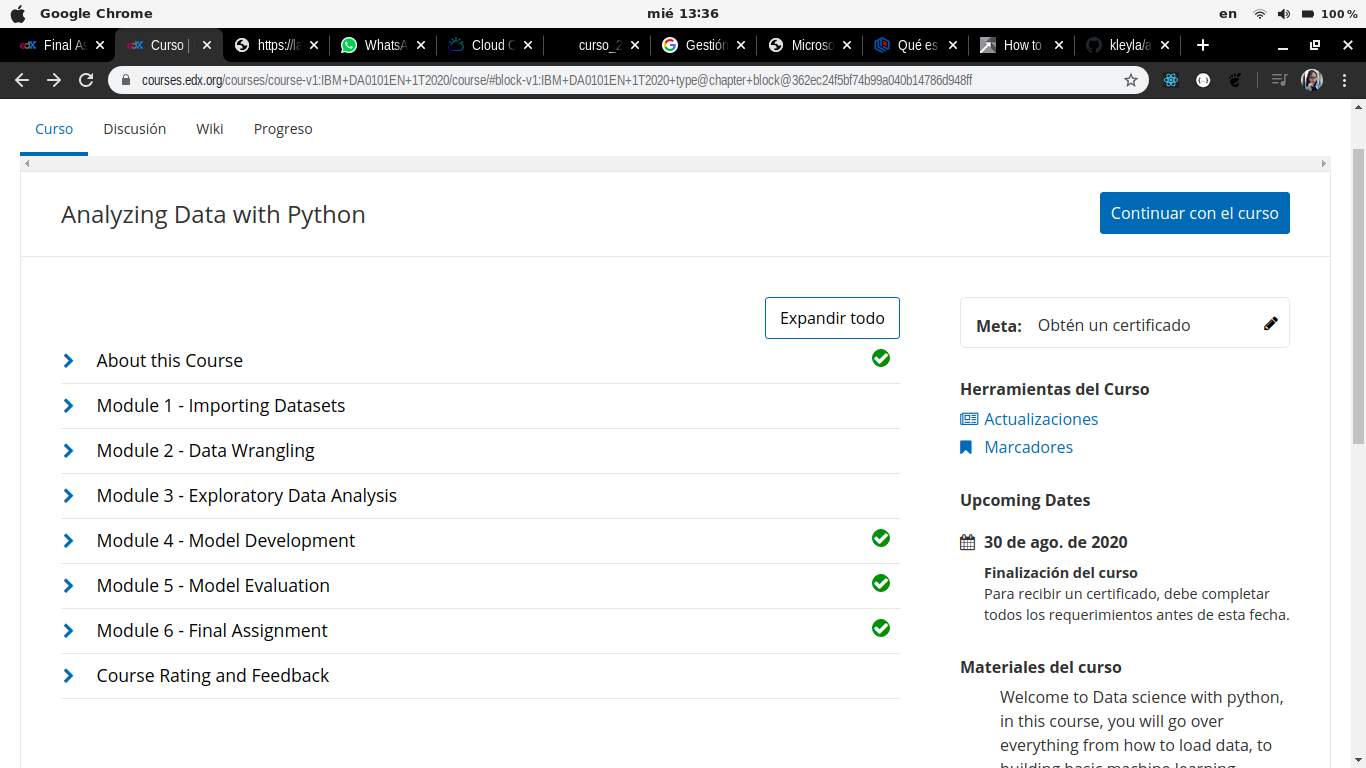 Google Chrome
mié 13:36
en
100 %
Final As
Curso |
https://la
WhatsA
Cloud C
curso_2
Gestión
Microso
Qué es
How to
kleyla/a
courses.edx.org/courses/course-v1:IBM+DA0101EN+1T2020/course/#block-v1:IBM+DA0101EN+1T2020+type@chapter+block@362ec24f5bf74b99a040b14786d948ff
Curso
Discusión
Wiki
Progreso
Analyzing Data with Python
Continuar con el curso
Expandir todo
About this Course
Module 1 - Importing Datasets
Module 2 - Data Wrangling
Module 3 - Exploratory Data Analysis
Module 4 - Model Development
Module 5 - Model Evaluation
Module 6 - Final Assignment
Course Rating and Feedback
Meta: Obtén un certificado
Herramientas del Curso
Actualizaciones
Marcadores
Upcoming Dates
30 de ago. de 2020
Finalización del curso
Para recibir un certificado, debe completar
todos los requerimientos antes de esta fecha.
Materiales del curso
Welcome to Data science with python,
in this course, you will go over
everything from how to load data, to
building basic machine learning